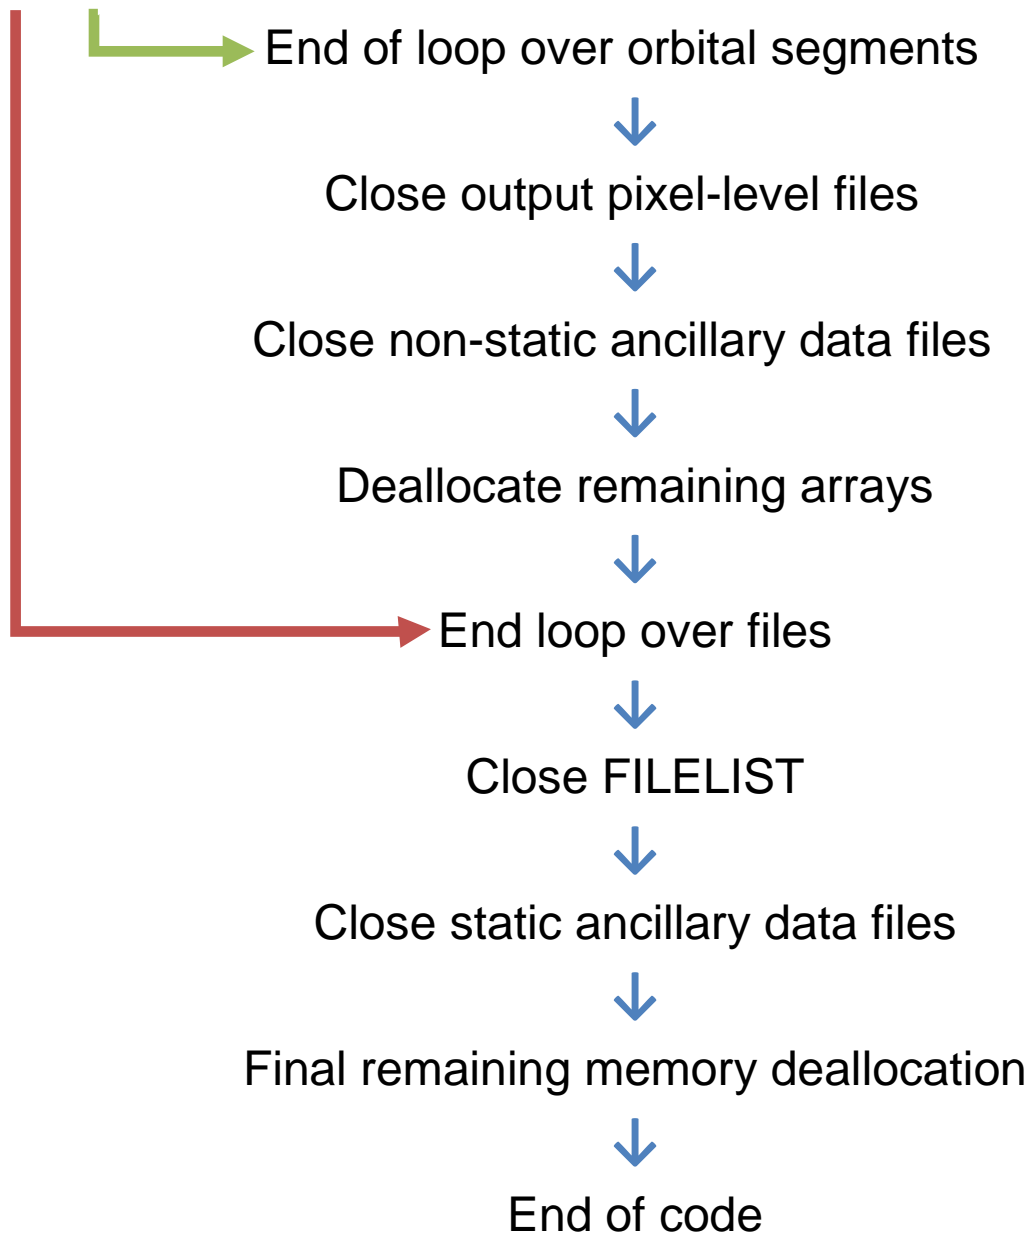 End of loop over orbital segments
Close output pixel-level files
Close non-static ancillary data files
Deallocate remaining arrays
End loop over files
Close FILELIST
Close static ancillary data files
Final remaining memory deallocation
End of code